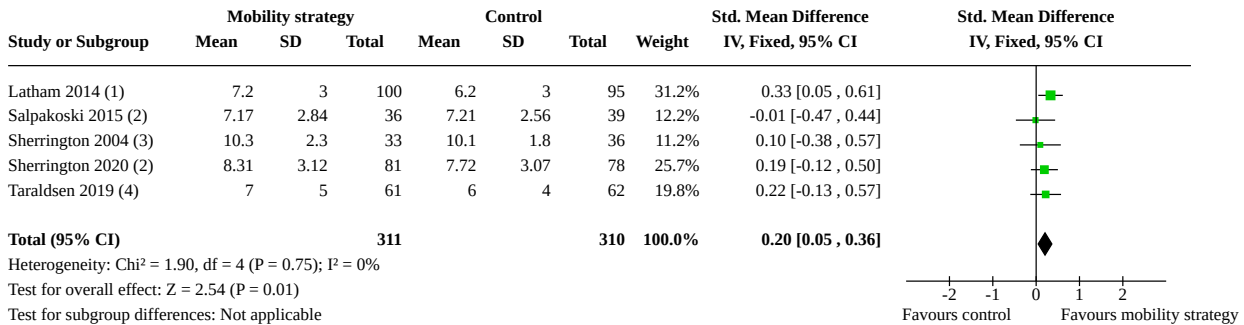 Mobility strategy Control Std. Mean Difference Std. Mean Difference
Study or Subgroup Mean SD Total Mean SD Total Weight IV, Fixed, 95% CI IV, Fixed, 95% CI
Latham 2014 (1) 7.2 3 100 6.2 3 95 31.2% 0.33 [0.05 , 0.61]
Salpakoski 2015 (2) 7.17 2.84 36 7.21 2.56 39 12.2% -0.01 [-0.47 , 0.44]
Sherrington 2004 (3) 10.3 2.3 33 10.1 1.8 36 11.2% 0.10 [-0.38 , 0.57]
Sherrington 2020 (2) 8.31 3.12 81 7.72 3.07 78 25.7% 0.19 [-0.12 , 0.50]
Taraldsen 2019 (4) 7 5 61 6 4 62 19.8% 0.22 [-0.13 , 0.57]
Total (95% CI) 311 310 100.0% 0.20 [0.05 , 0.36]
Heterogeneity: Chi² = 1.90, df = 4 (P = 0.75); I² = 0%
Test for overall effect: Z = 2.54 (P = 0.01)
-2 -1 0 1 2
Test for subgroup differences: Not applicable
Favours control Favours mobility strategy